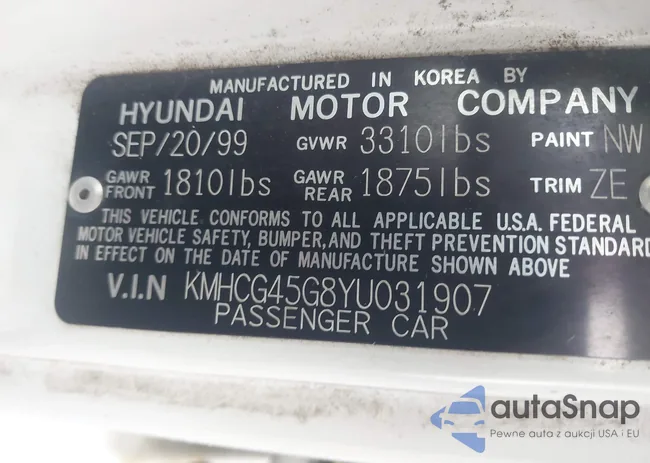 MANUFACTURED IN KOREA BY
HYUNDAI MOTOR COMPANY
SEP/20/99 GVWR 3310lbs PAINT NW
GAWR FRONT 1810lbs GAWR REAR 1875lbs TRIM ZE
THIS VEHICLE CONFORMS TO ALL APPLICABLE U.S.A. FEDERAL
MOTOR VEHICLE SAFETY, BUMPER, AND THEFT PREVENTION STANDARD
IN EFFECT ON THE DATE OF MANUFACTURE SHOWN ABOVE
V.I.N KMHCG45G8YU031907
PASSENGER CAR
autaSnap
Pewne auta z aukcji USA i EU